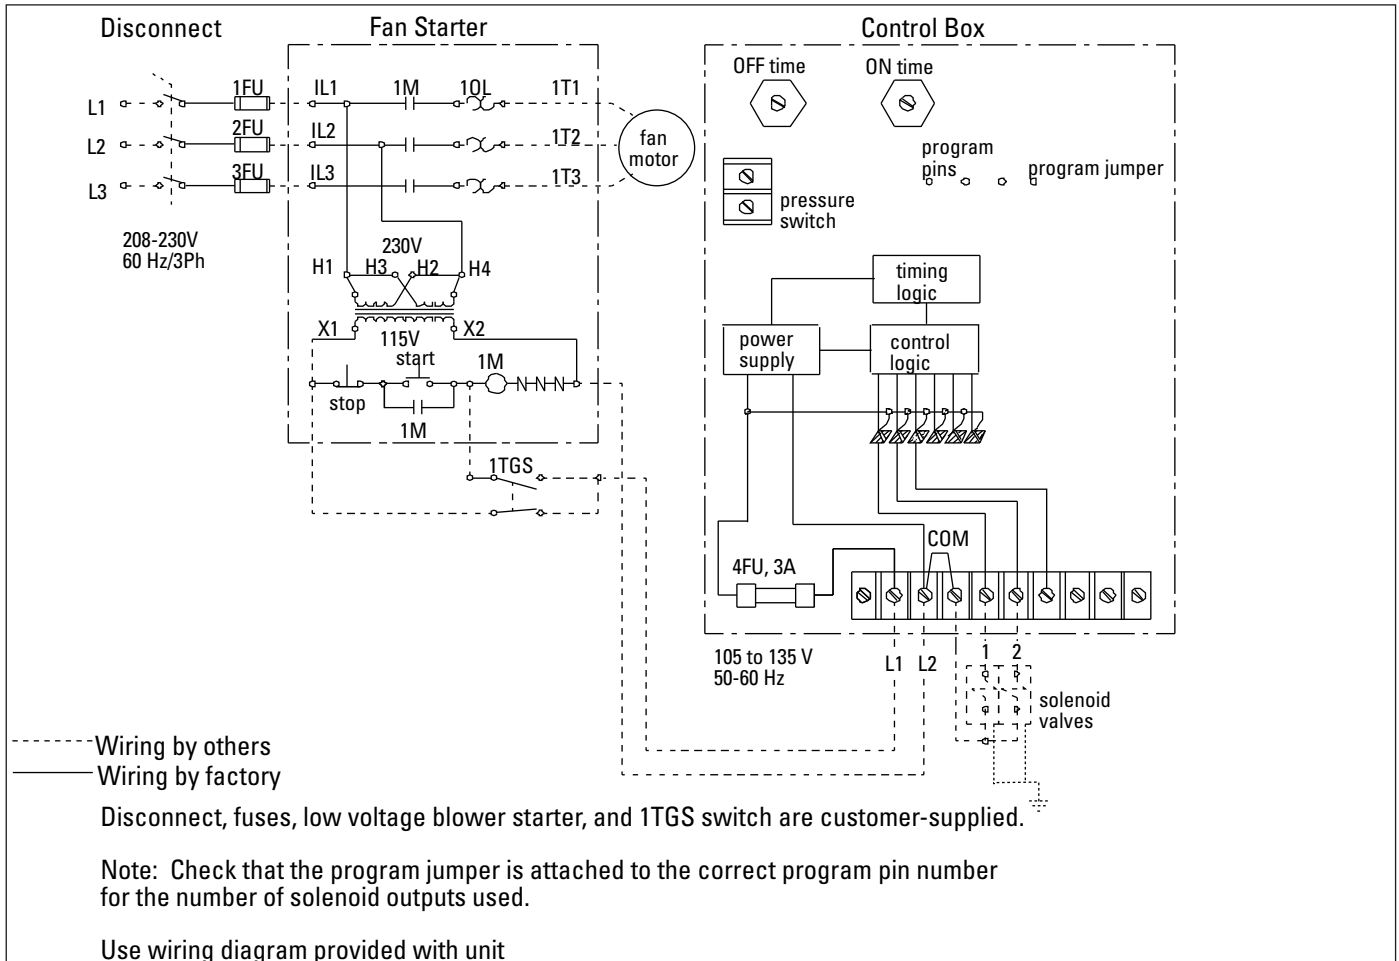 Disconnect
Fan Starter
Control Box
OFF time
ON time
1FU
IL1
1M
1OL
1T1
L1
2FU
IL2
1T2
L2
fan
motor
3FU
IL3
1T3
L3
program
pins
program jumper
pressure
switch
208-230V
60 Hz/3Ph
230V
H1
H3
H2
H4
timing
logic
X1
115V
X2
start
1M
power
supply
control
logic
stop
1M
1TGS
COM
4FU, 3A
105 to 135 V
50-60 Hz
L1
L2
1
2
solenoid
valves
Wiring by others
Wiring by factory
Disconnect, fuses, low voltage blower starter, and 1TGS switch are customer-supplied.
Note: Check that the program jumper is attached to the correct program pin number
for the number of solenoid outputs used.
Use wiring diagram provided with unit